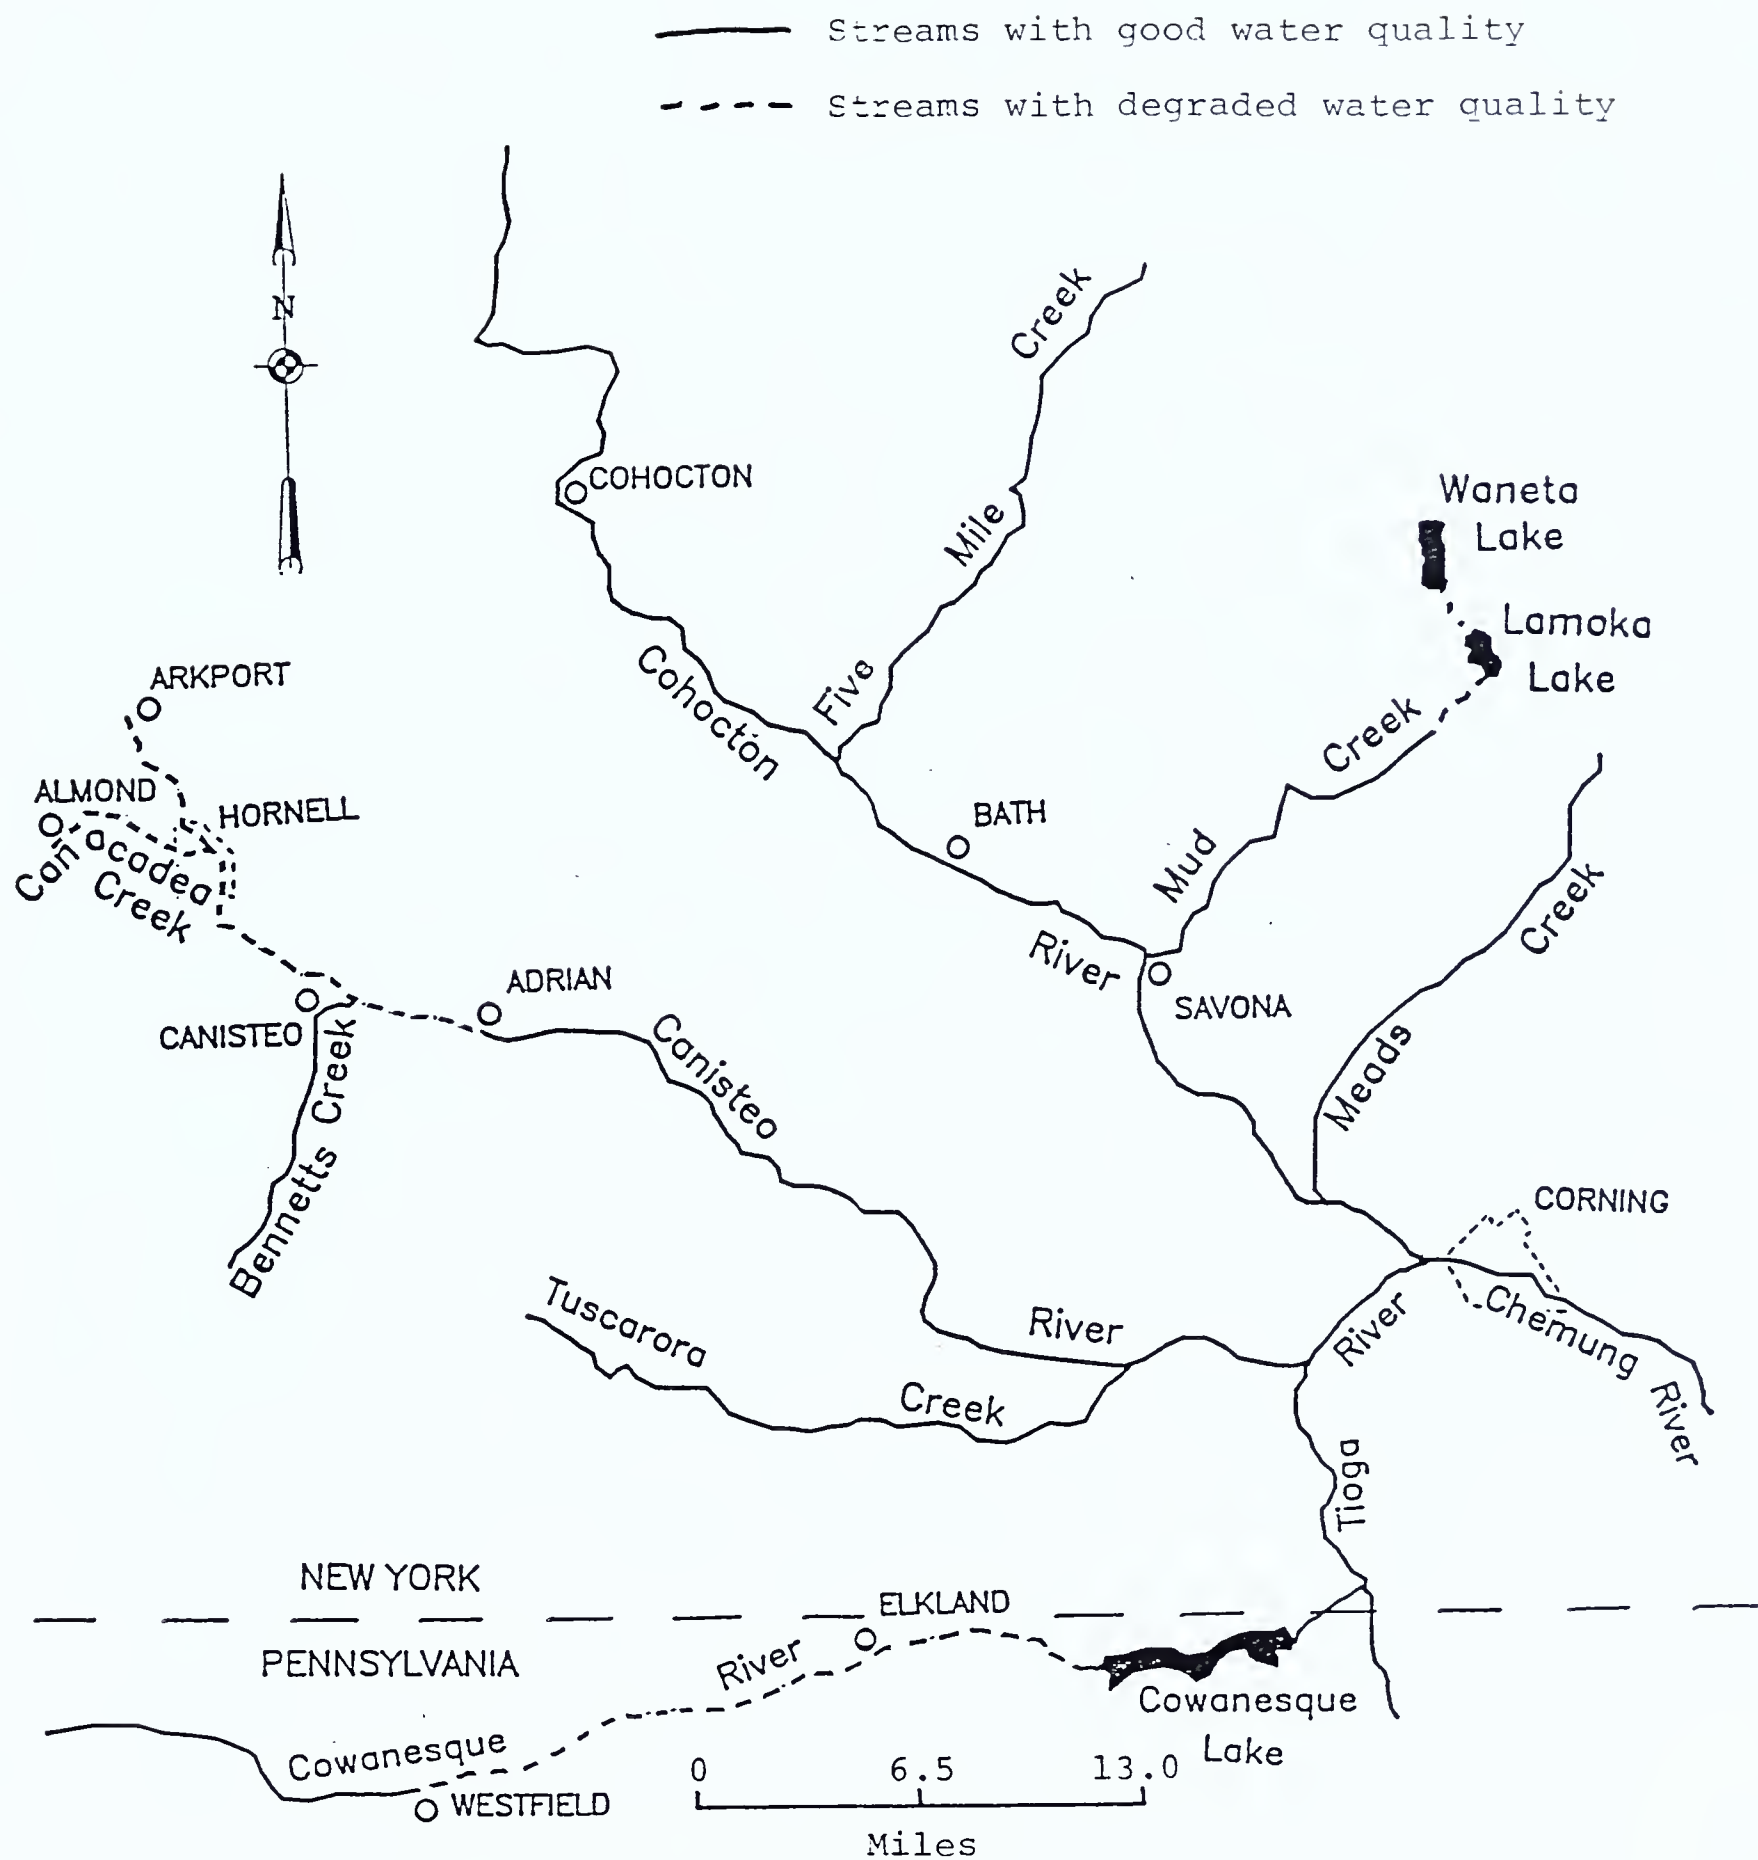 Streams with good water quality
Streams with degraded water quality
N
Five Mile Creek
COHOCTON
Waneta
Lake
Lamoka
Lake
Cohocton River
ARKPORT
ALMOND
HORNELL
Canacadea
Creek
BATH
Mud Creek
Meads Creek
SAVONA
ADRIAN
CANISTEO
Bennetts Creek
Canisteo River
CORNING
Chemung River
Tuscarora Creek
Tioga River
NEW YORK
PENNSYLVANIA
ELKLAND
Cowanesque River
Cowanesque
Lake
WESTFIELD
0 6.5 13.0
Miles